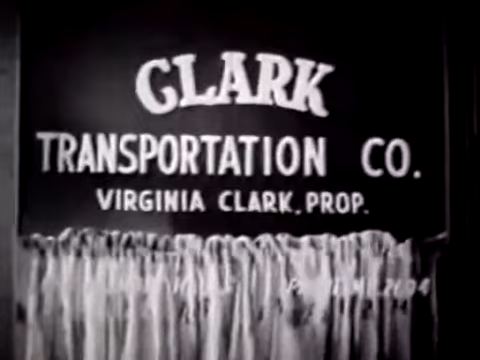 CLARK
TRANSPORTATION CO.
VIRGINIA CLARK, PROP.